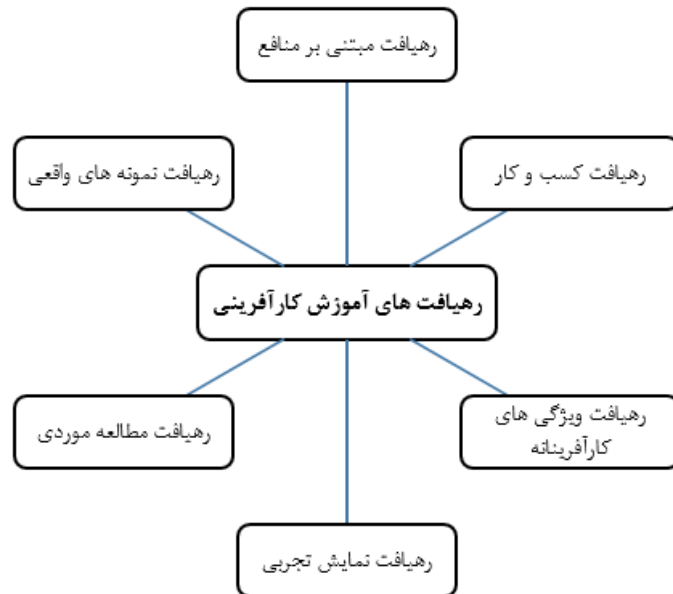 رهیافت مبتنی بر منافع
رهیافت کسب و کار
رهیافت نمونه های واقعی
رهیافت های آموزش کارآفرینی
رهیافت ویژگی های
کارآفرینانه
رهیافت مطالعه موردی
رهیافت نمایش تجربی